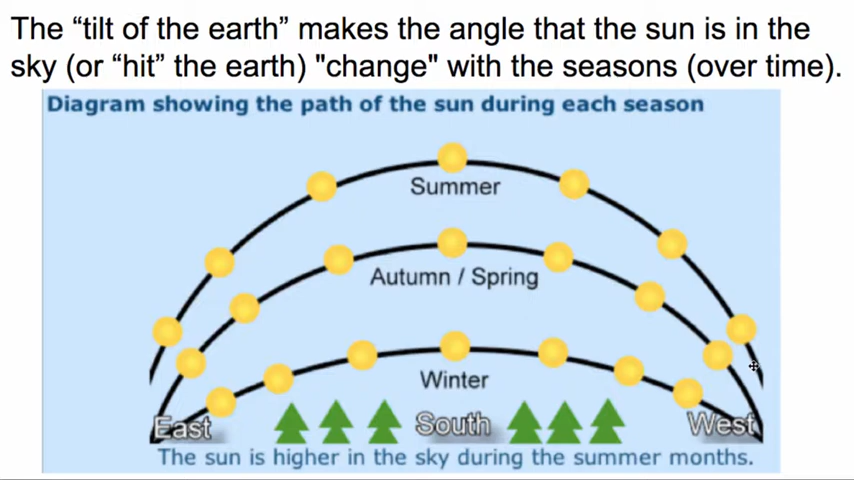 The “tilt of the earth” makes the angle that the sun is in the
sky (or “hit” the earth) "change" with the seasons (over time).
Diagram showing the path of the sun during each season
Summer
Autumn / Spring
Winter
East South West
The sun is higher in the sky during the summer months.